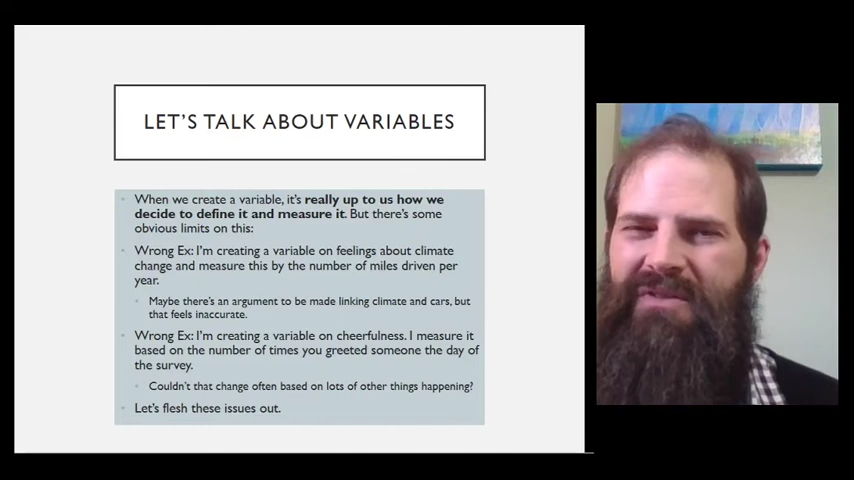 LET'S TALK ABOUT VARIABLES
When we create a variable, it's really up to us how we
decide to define it and measure it. But there's some
obvious limits on this:
Wrong Ex: I'm creating a variable on feelings about climate
change and measure this by the number of miles driven per
year.
Maybe there's an argument to be made linking climate and cars, but
that feels inaccurate.
Wrong Ex: I'm creating a variable on cheerfulness. I measure it
based on the number of times you greeted someone the day of
the survey.
Couldn't that change often based on lots of other things happening?
Let's flesh these issues out.